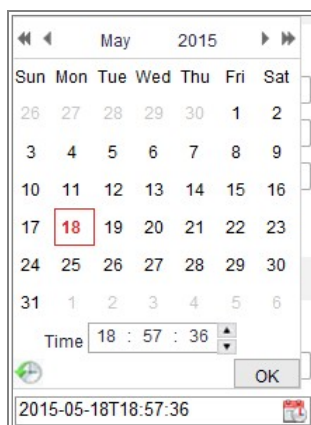 May 2015
Sun Mon Tue Wed Thu Fri Sat
26 27 28 29 30 1 2
3 4 5 6 7 8 9
10 11 12 13 14 15 16
17 18 19 20 21 22 23
24 25 26 27 28 29 30
31 1 2 3 4 5 6
Time 18 : 57 : 36
OK
2015-05-18T18:57:36